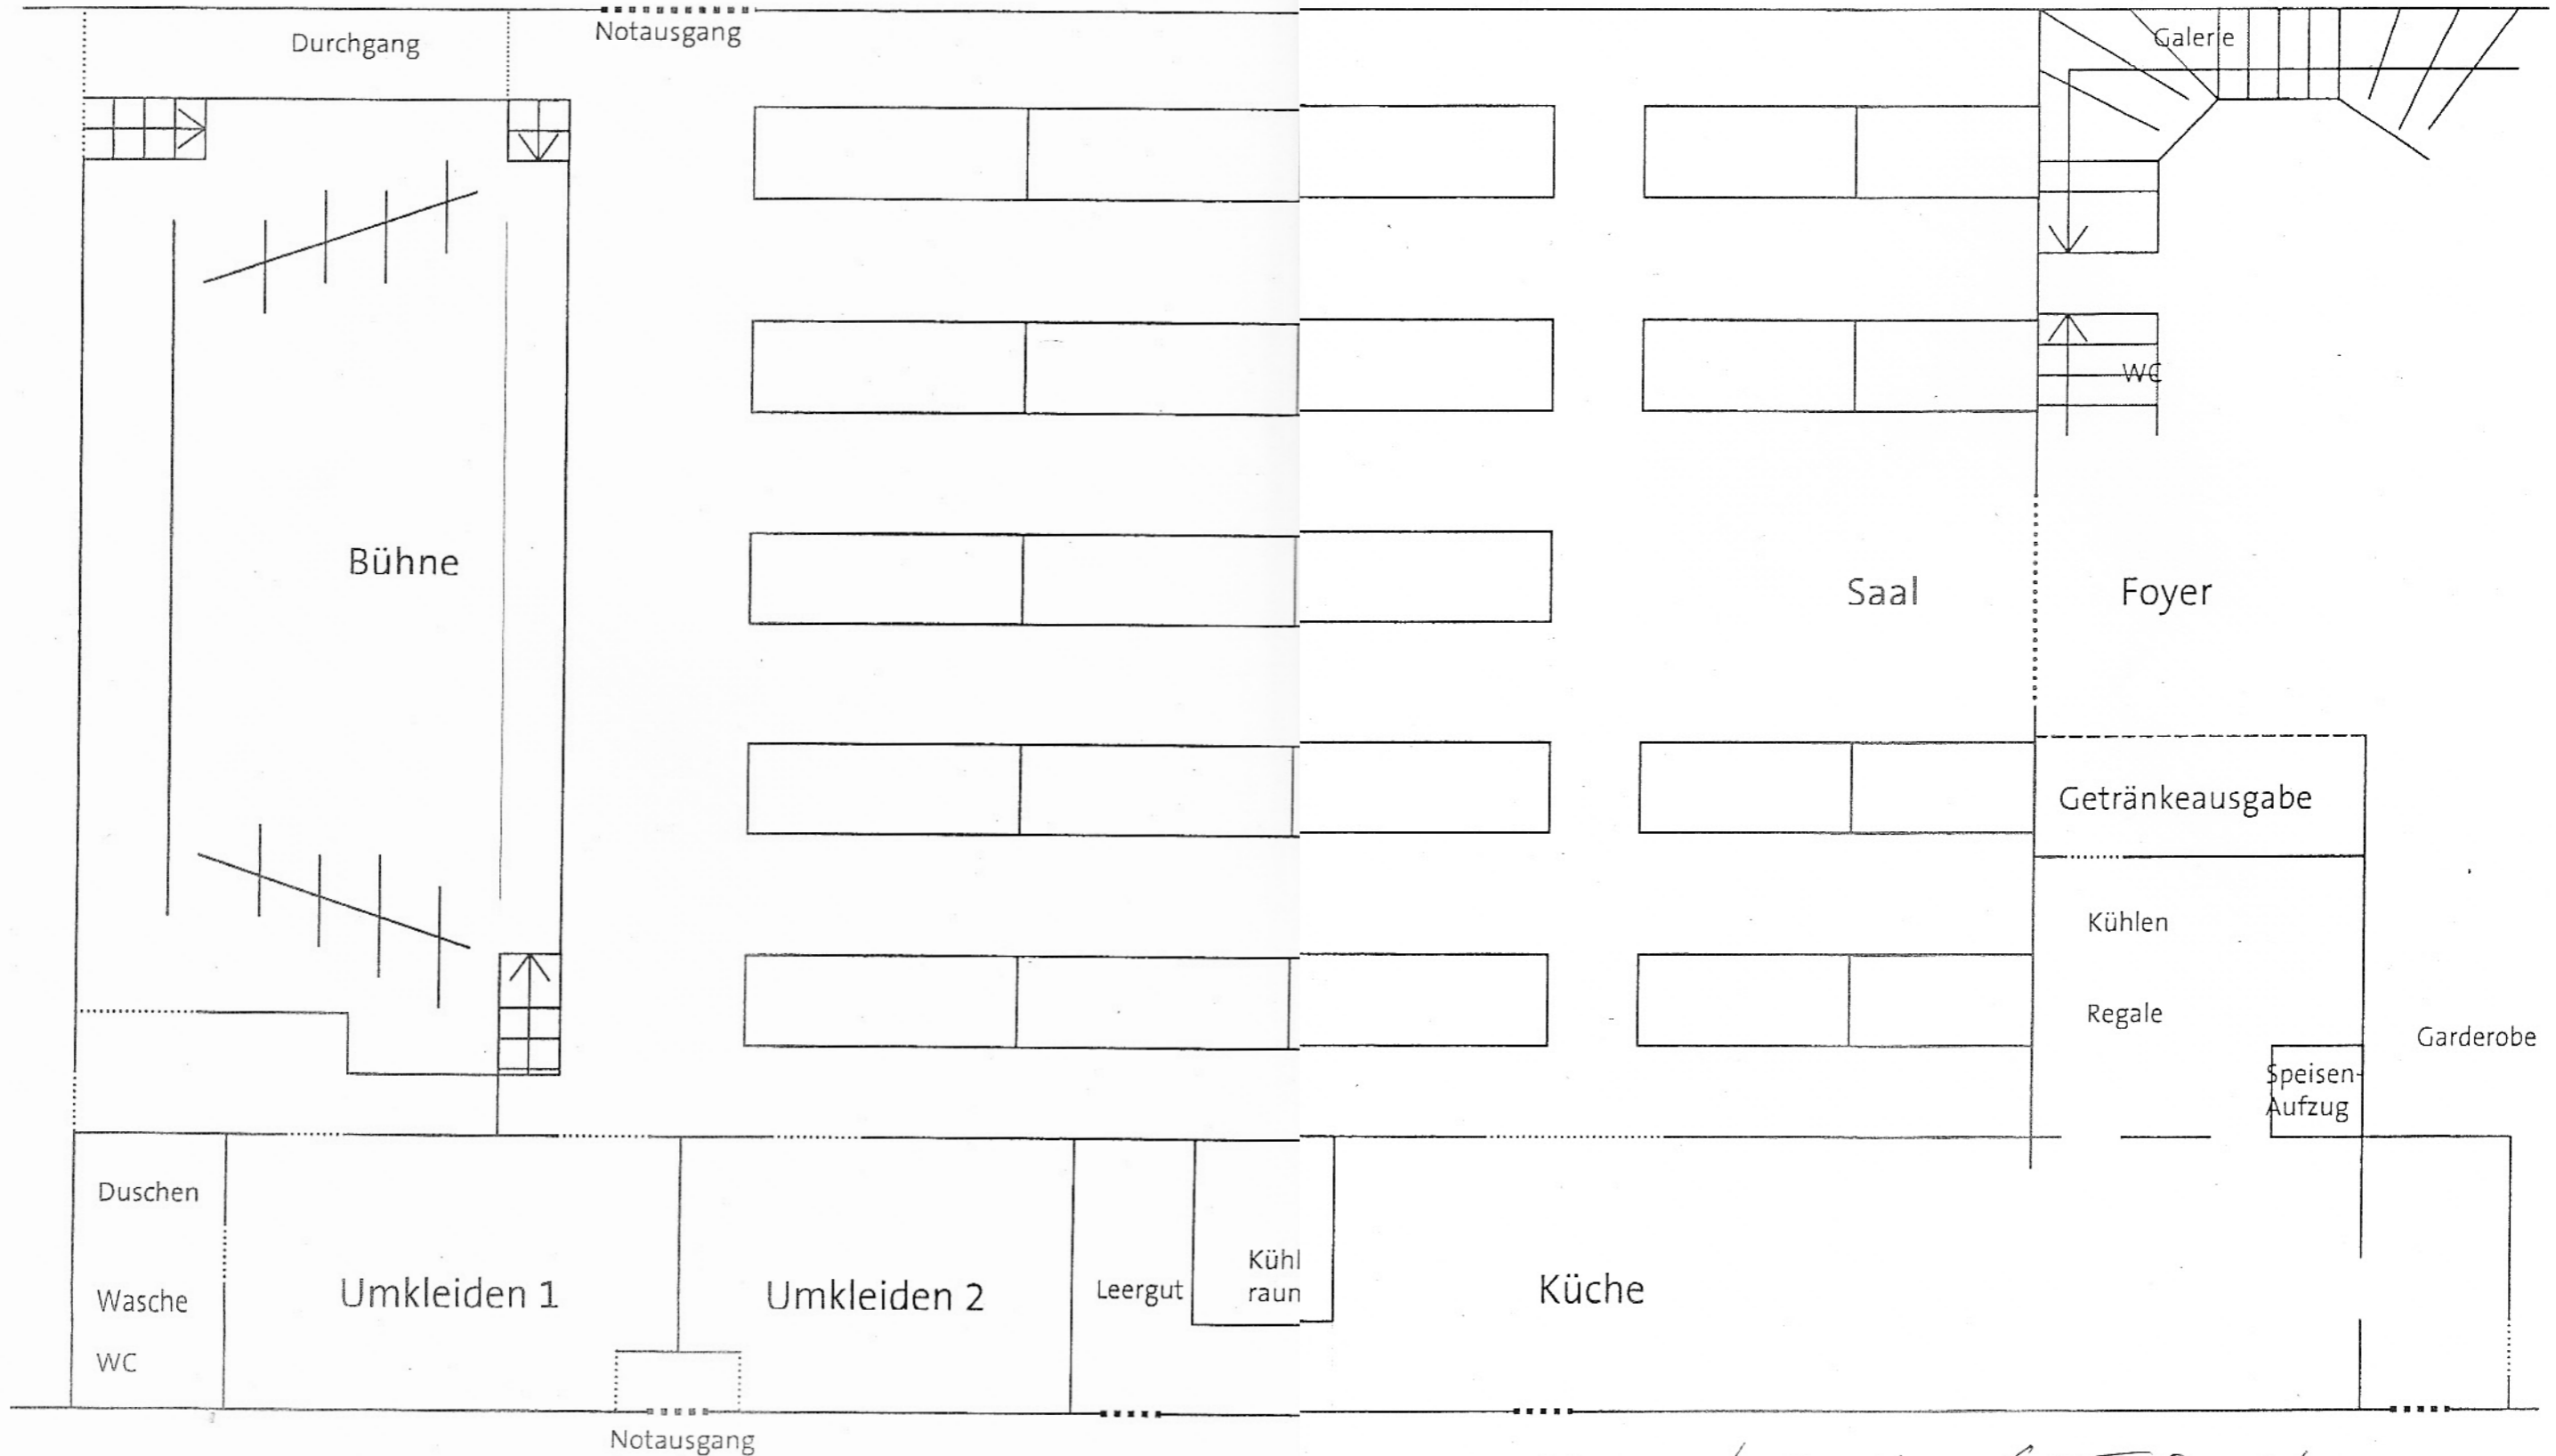 Durchgang
Notausgang
Galerie
WC
Bühne
Saal
Foyer
Getränkeausgabe
Kühlen
Regale
Garderobe
Speisen-
Aufzug
Duschen
Wasche
WC
Umkleiden 1
Umkleiden 2
Leergut
Kühl
raun
Küche
Notausgang